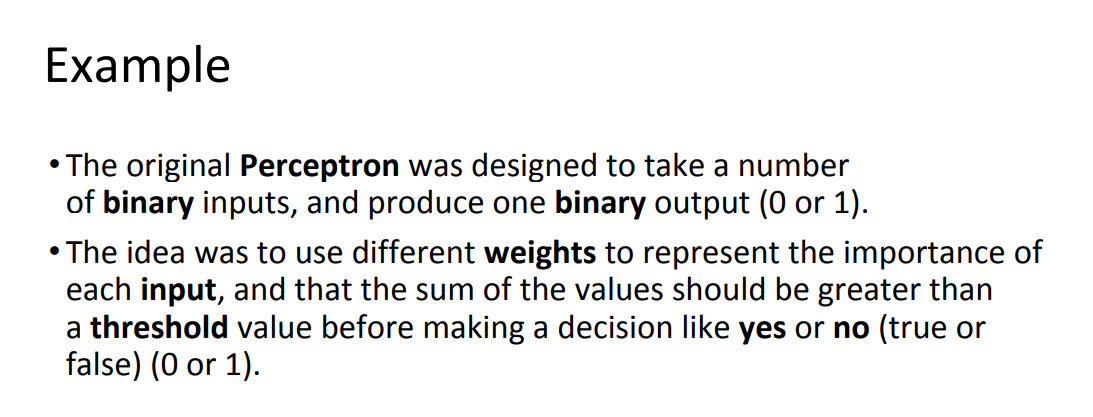 Example
• The original Perceptron was designed to take a number
of binary inputs, and produce one binary output (0 or 1).
• The idea was to use different weights to represent the importance of
each input, and that the sum of the values should be greater than
a threshold value before making a decision like yes or no (true or
false) (0 or 1).